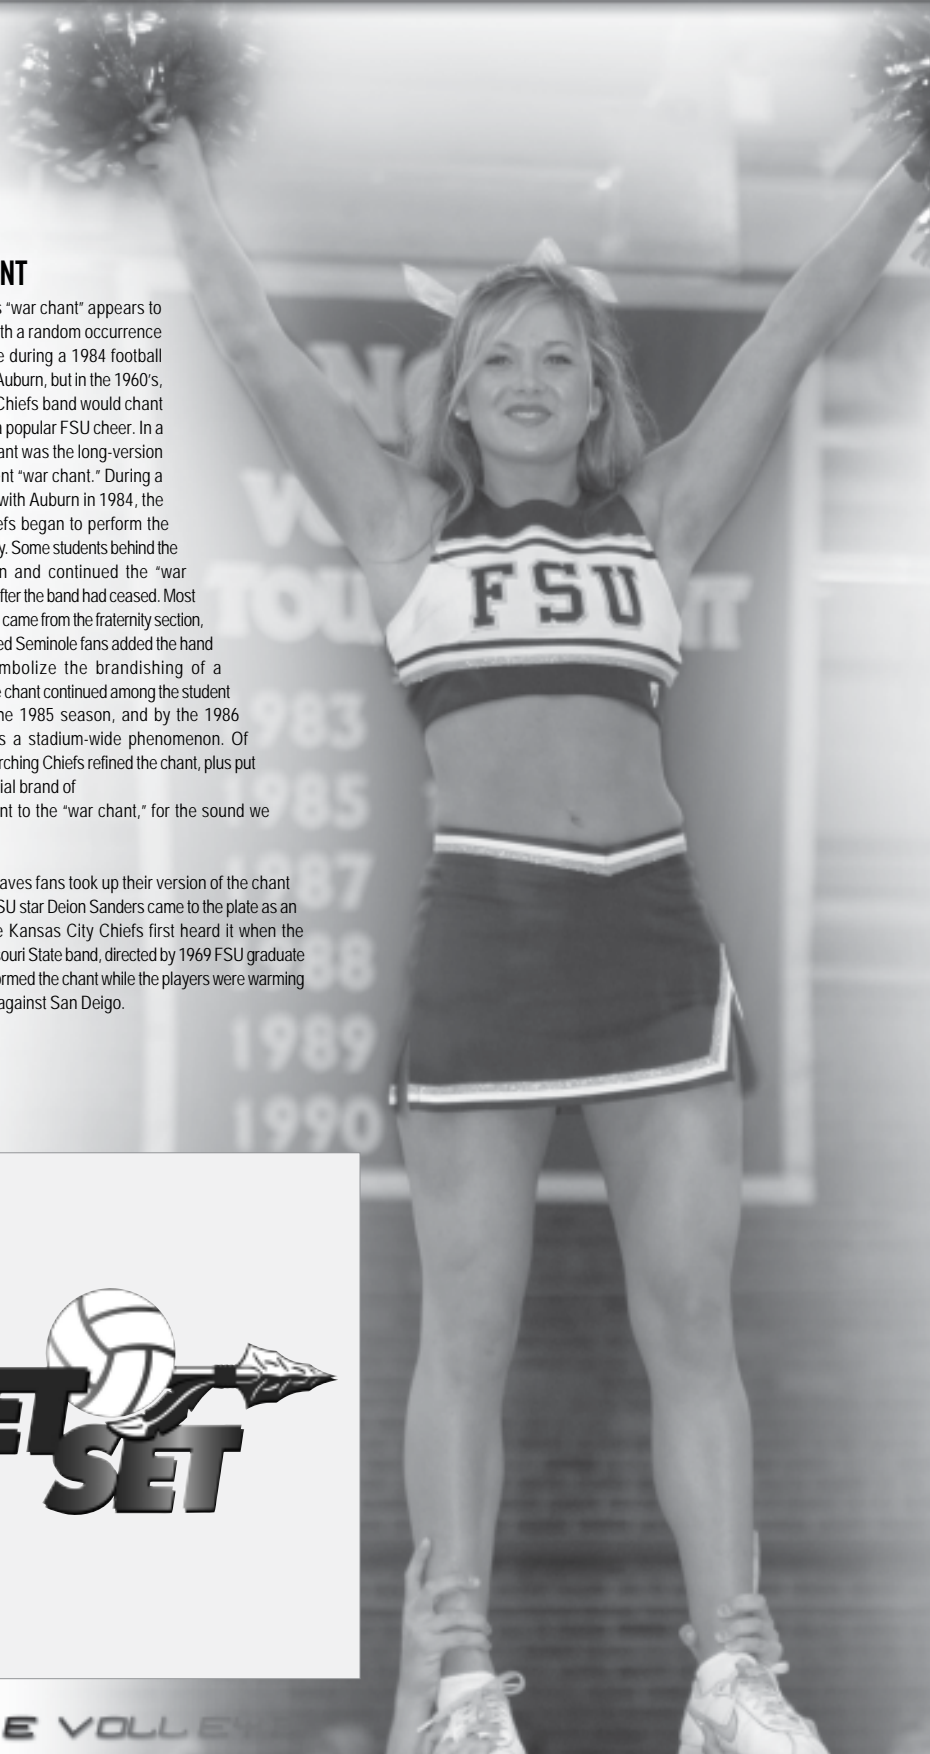 NT
s “war chant” appears to
th a random occurrence
e during a 1984 football
Auburn, but in the 1960’s,
Chiefs band would chant
n popular FSU cheer. In a
ant was the long-version
nt “war chant.” During a
with Auburn in 1984, the
efs began to perform the
y. Some students behind the
n and continued the “war
after the band had ceased. Most
came from the fraternity section,
ed Seminole fans added the hand
mbolize the brandishing of a
e chant continued among the student
he 1985 season, and by the 1986
s a stadium-wide phenomenon. Of
rching Chiefs refined the chant, plus put
ial brand of
nt to the “war chant,” for the sound we
aves fans took up their version of the chant
SU star Deion Sanders came to the plate as an
e Kansas City Chiefs first heard it when the
souri State band, directed by 1969 FSU graduate
ormed the chant while the players were warming
against San Deigo.
FSU
983
1985
987
88
1989
1990
ET
SET
E VOLLEY